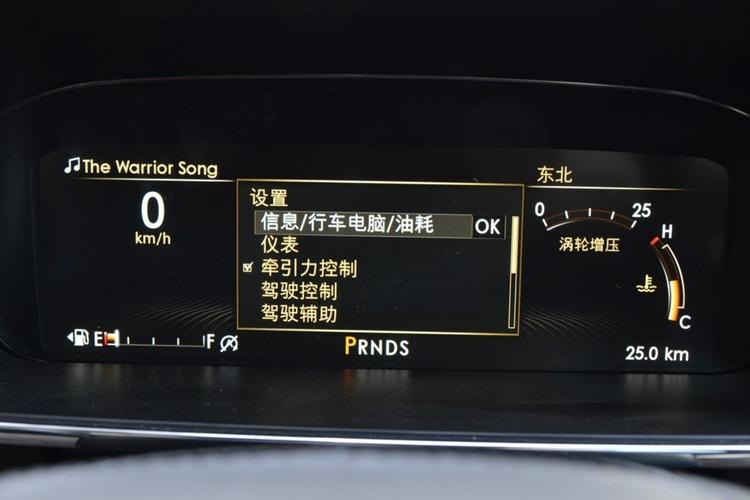 The Warrior Song
0
km/h
E
F
设置
信息/行车电脑/油耗 OK
仪表
牵引力控制
驾驶控制
驾驶辅助
PRNDS
东北
0 25
涡轮增压
H
C
25.0 km